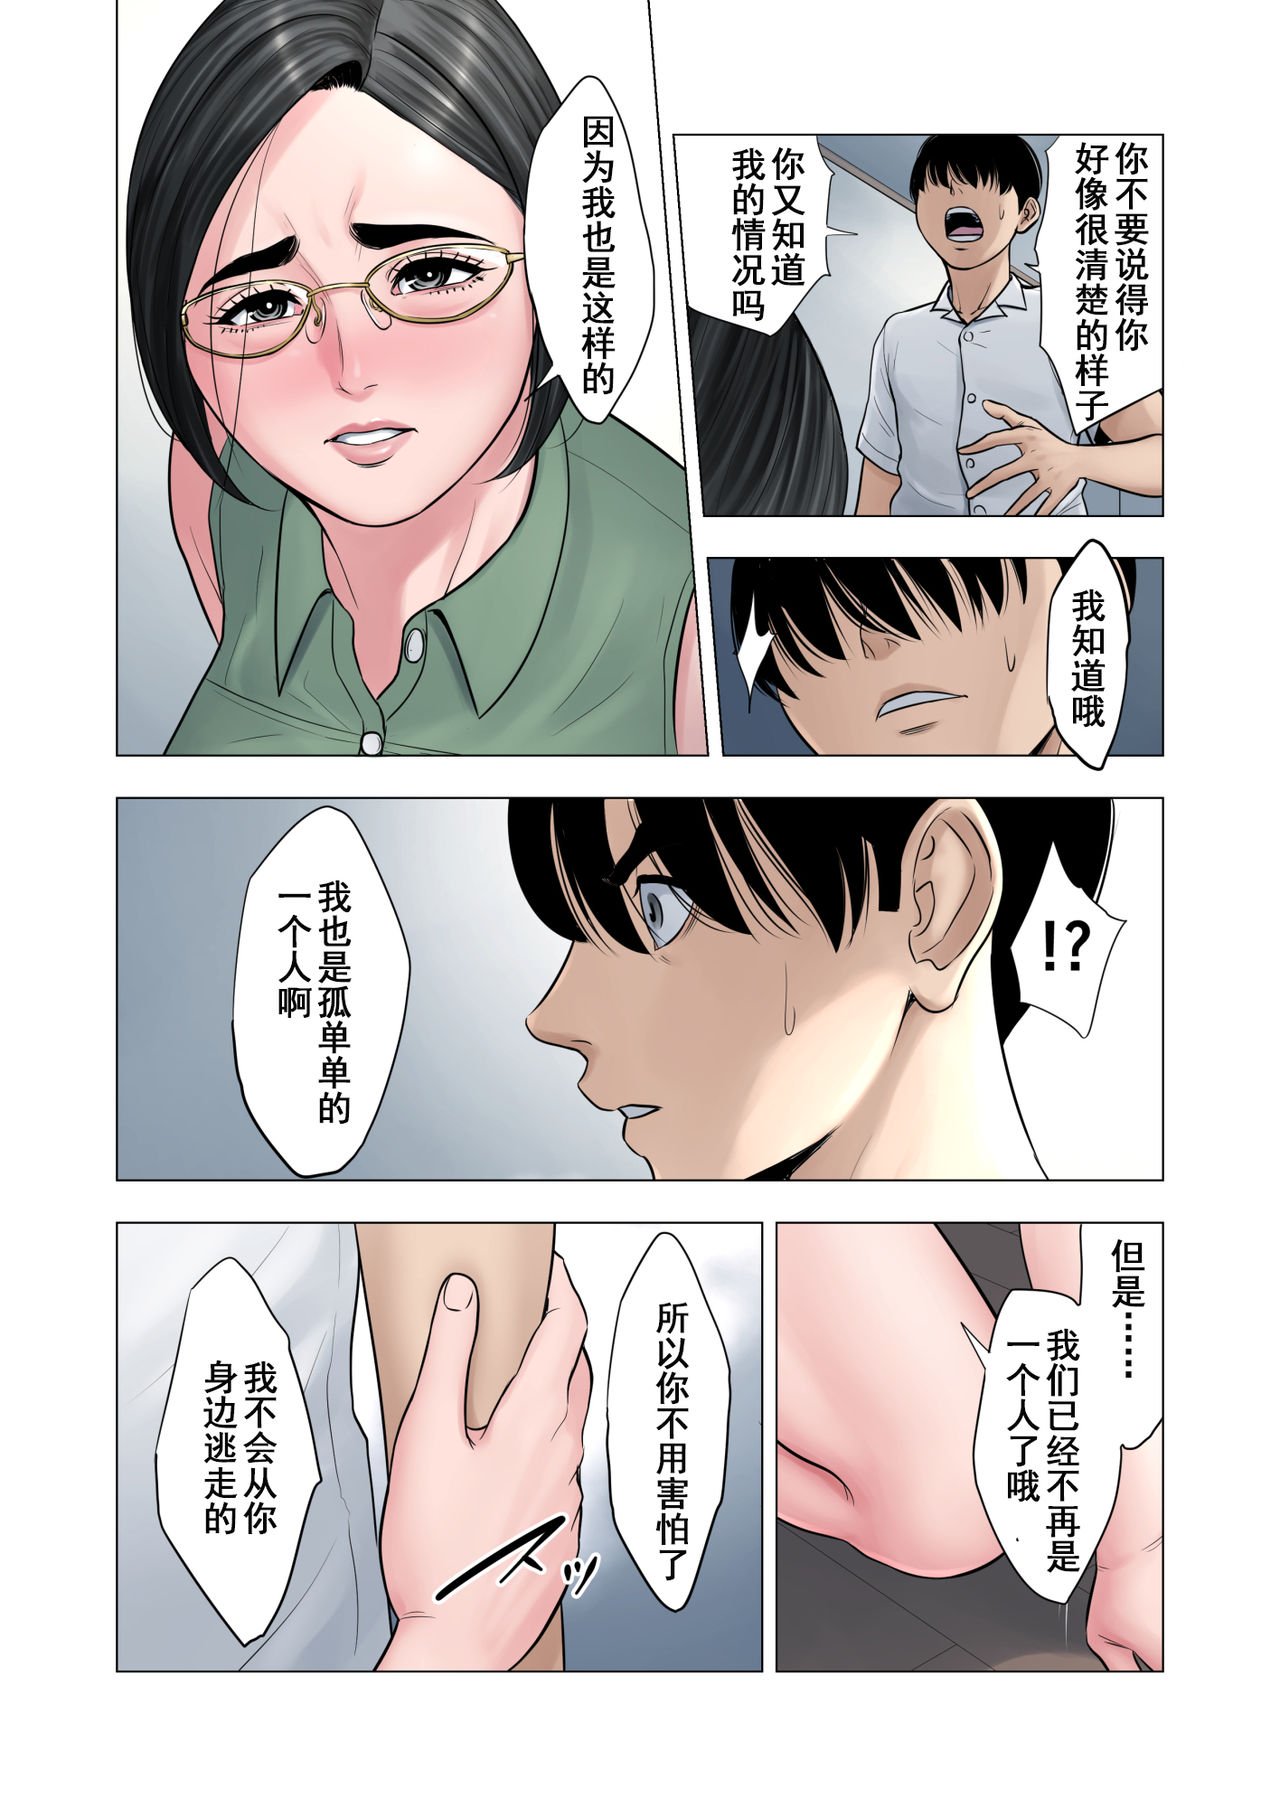 你不要说得你
好像很清楚的样子
你又知道
我的情况吗
我知道哦
因为我也是这样的
!?
我也是孤单单的
一个人啊
但是……
我们已经不再是
一个人了哦
所以你不用害怕了
我不会从你
身边逃走的
スッ